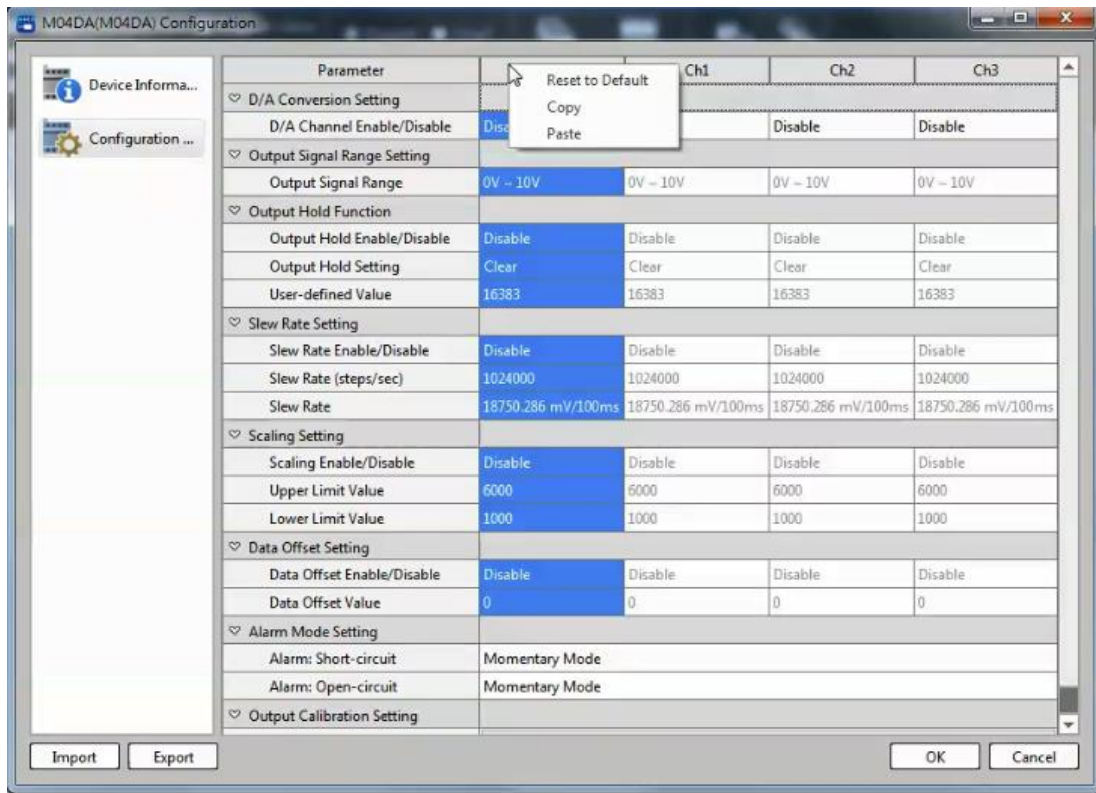 M04DA(M04DA) Configuration
Device Informa...
Configuration ...
Parameter Ch1 Ch2 Ch3
Reset to Default
Copy
Paste
D/A Conversion Setting
D/A Channel Enable/Disable Disa Disable Disable
Output Signal Range Setting
Output Signal Range 0V ~ 10V 0V ~ 10V 0V ~ 10V 0V ~ 10V
Output Hold Function
Output Hold Enable/Disable Disable Disable Disable Disable
Output Hold Setting Clear Clear Clear Clear
User-defined Value 16383 16383 16383 16383
Slew Rate Setting
Slew Rate Enable/Disable Disable Disable Disable Disable
Slew Rate (steps/sec) 1024000 1024000 1024000 1024000
Slew Rate 18750.286 mV/100ms 18750.286 mV/100ms 18750.286 mV/100ms 18750.286 mV/100ms
Scaling Setting
Scaling Enable/Disable Disable Disable Disable Disable
Upper Limit Value 6000 6000 6000 6000
Lower Limit Value 1000 1000 1000 1000
Data Offset Setting
Data Offset Enable/Disable Disable Disable Disable Disable
Data Offset Value 0 0 0 0
Alarm Mode Setting
Alarm: Short-circuit Momentary Mode
Alarm: Open-circuit Momentary Mode
Output Calibration Setting
Import Export OK Cancel